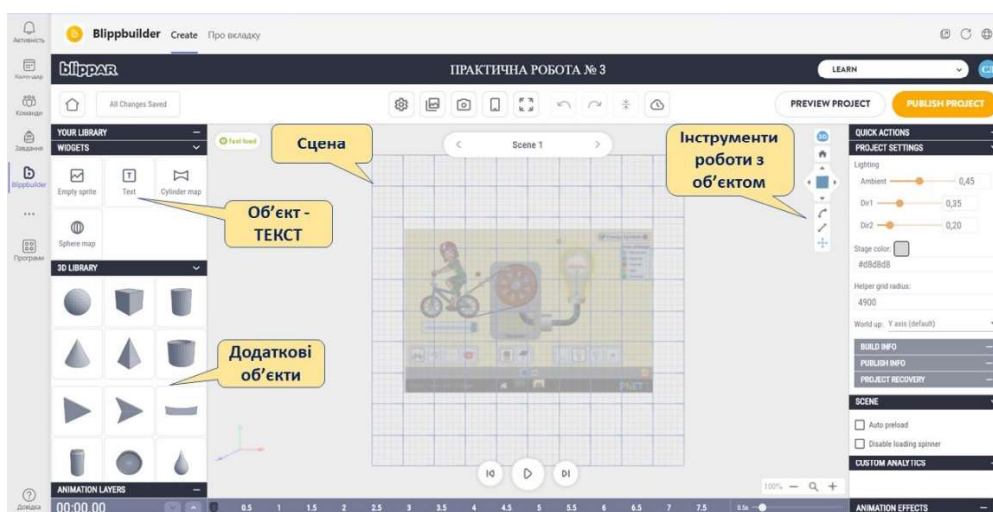 Активність
Календар
Команди
Завдання
Blippbuilder
Програми
Довідка
Blippbuilder Create Про вкладку
blippar
ПРАКТИЧНА РОБОТА № 3
LEARN
All Changes Saved
PREVIEW PROJECT
PUBLISH PROJECT
YOUR LIBRARY
WIDGETS
Empty sprite
Text
Cylinder map
Sphere map
3D LIBRARY
ANIMATION LAYERS
00:00.00
fast load
Scene 1
Сцена
Об’єкт -
ТЕКСТ
Додаткові
об’єкти
Інструменти
роботи з
об’єктом
3D
PhET
100%
0.5 1 1.5 2 2.5 3 3.5 4 4.5 5 5.5 6 6.5 7 7.5
0.5s
QUICK ACTIONS
PROJECT SETTINGS
Lighting
Ambient 0,45
Dir1 0,35
Dir2 0,20
Stage color:
#d8d8d8
Helper grid radius:
4900
World up: Y axis (default)
BUILD INFO
PUBLISH INFO
PROJECT RECOVERY
SCENE
Auto preload
Disable loading spinner
CUSTOM ANALYTICS
ANIMATION EFFECTS